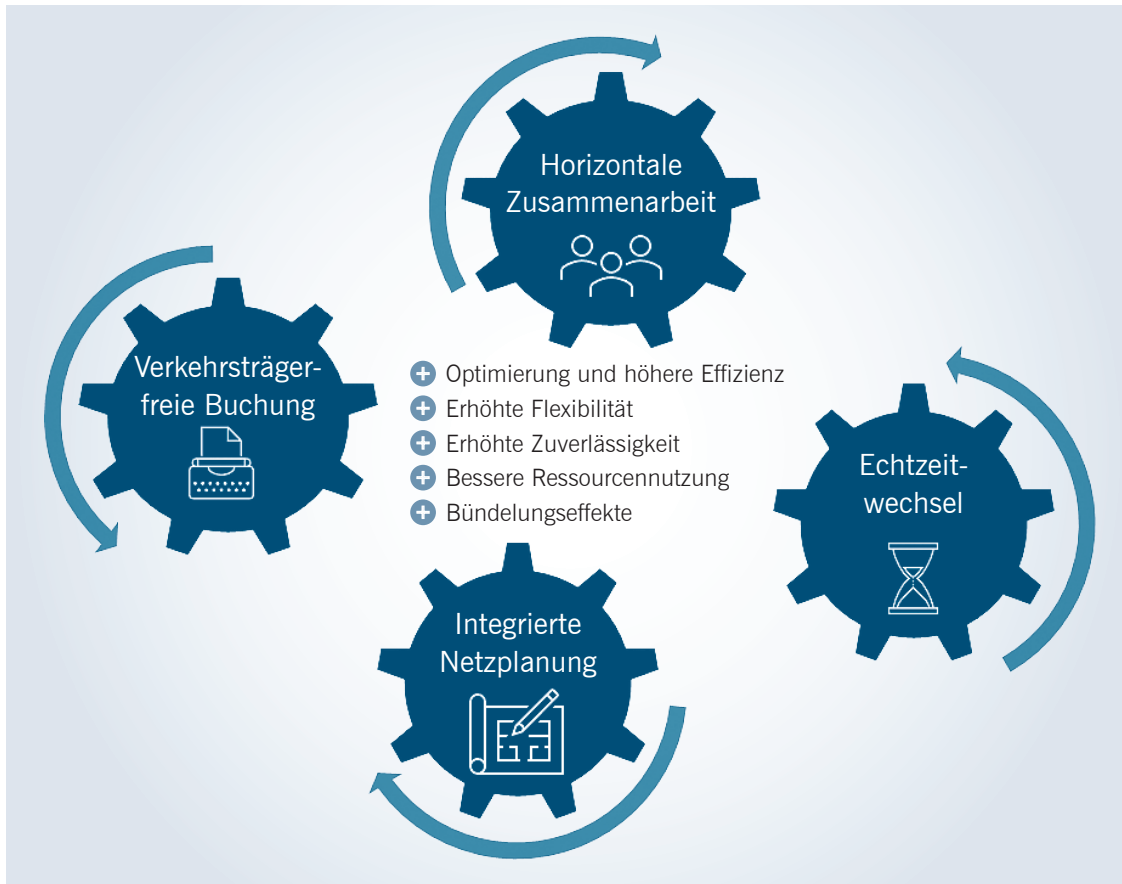 Horizontale
Zusammenarbeit
Verkehrsträger-
freie Buchung
Optimierung und höhere Effizienz
Erhöhte Flexibilität
Erhöhte Zuverlässigkeit
Bessere Ressourcennutzung
Bündelungseffekte
Echtzeit-
wechsel
Integrierte
Netzplanung